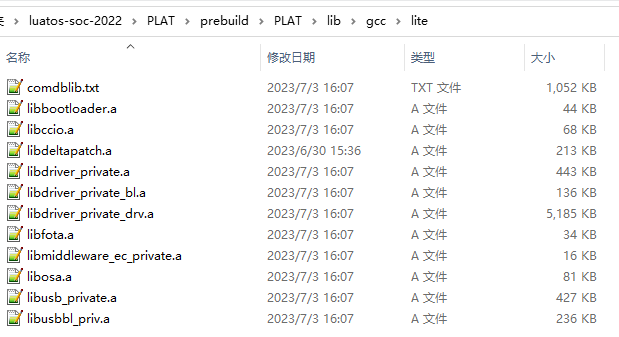 luatos-soc-2022 > PLAT > prebuild > PLAT > lib > gcc > lite
名称 修改日期 类型 大小
comdblib.txt 2023/7/3 16:07 TXT 文件 1,052 KB
libbootloader.a 2023/7/3 16:07 A 文件 44 KB
libccio.a 2023/7/3 16:07 A 文件 68 KB
libdeltapatch.a 2023/6/30 15:36 A 文件 213 KB
libdriver_private.a 2023/7/3 16:07 A 文件 443 KB
libdriver_private_bl.a 2023/7/3 16:07 A 文件 136 KB
libdriver_private_drv.a 2023/7/3 16:07 A 文件 5,185 KB
libfota.a 2023/7/3 16:07 A 文件 34 KB
libmiddleware_ec_private.a 2023/7/3 16:07 A 文件 16 KB
libosa.a 2023/7/3 16:07 A 文件 81 KB
libusb_private.a 2023/7/3 16:07 A 文件 427 KB
libusbbl_priv.a 2023/7/3 16:07 A 文件 236 KB